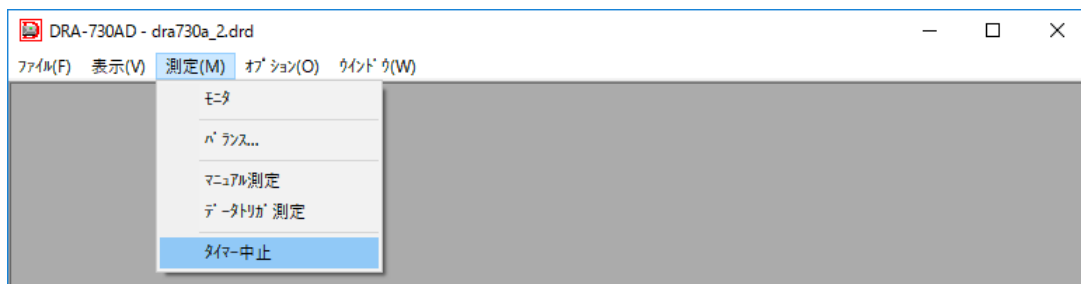 DRA-730AD - dra730a_2.drd
ﾌｧｲﾙ(F) 表示(V) 測定(M) ｵﾌﾟｼｮﾝ(O) ｳｲﾝﾄﾞｳ(W)
ﾓﾆﾀ
ﾊﾞﾗﾝｽ...
ﾏﾆｭｱﾙ測定
ﾃﾞｰﾀﾄﾘｶﾞ測定
ﾀｲﾏｰ中止